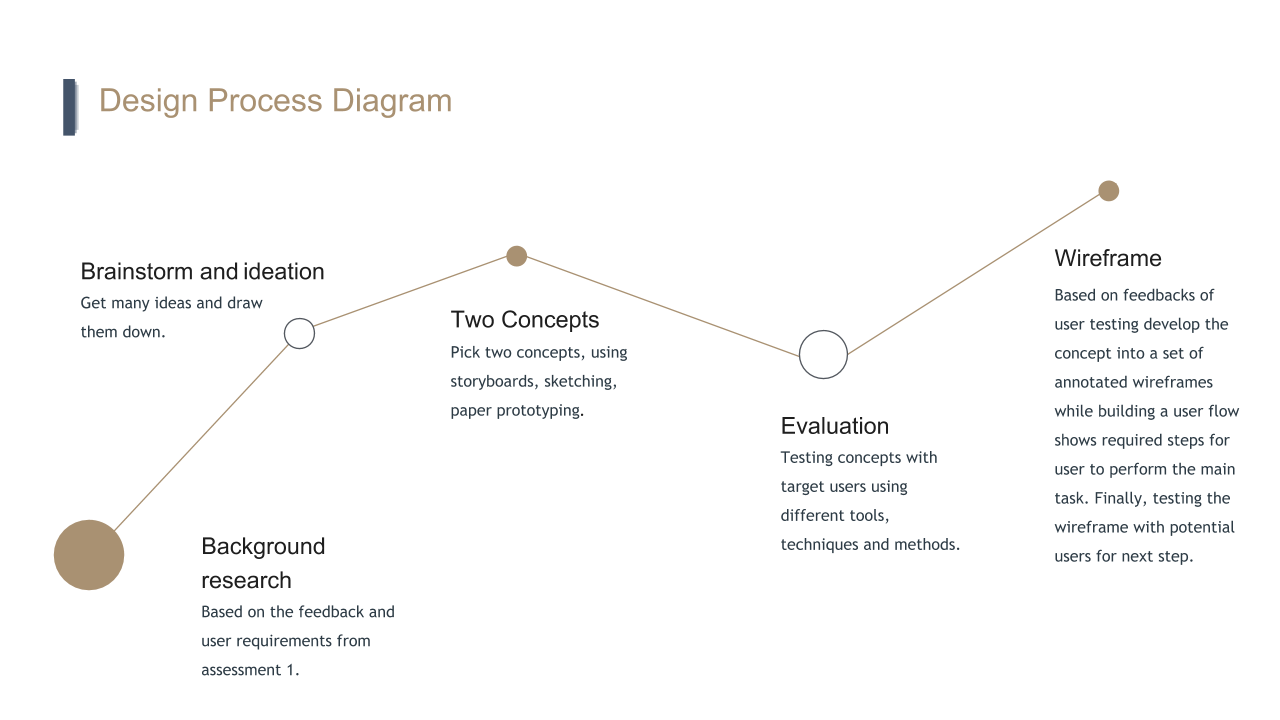 Design Process Diagram
Brainstorm and ideation
Get many ideas and draw
them down.
Background
research
Based on the feedback and
user requirements from
assessment 1.
Two Concepts
Pick two concepts, using
storyboards, sketching,
paper prototyping.
Evaluation
Testing concepts with
target users using
different tools,
techniques and methods.
Wireframe
Based on feedbacks of
user testing develop the
concept into a set of
annotated wireframes
while building a user flow
shows required steps for
user to perform the main
task. Finally, testing the
wireframe with potential
users for next step.